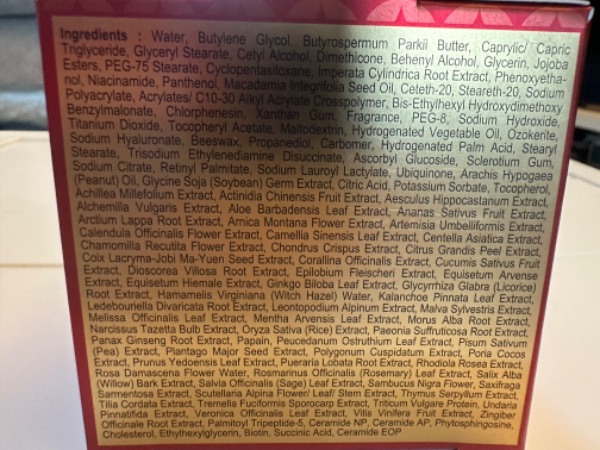 Ingredients : Water, Butylene Glycol, Butyrospermum Parkii Butter, Caprylic/ Capric
Triglyceride, Glyceryl Stearate, Cetyl Alcohol, Dimethicone, Behenyl Alcohol, Glycerin, Jojoba
Esters, PEG-75 Stearate, Cyclopentasiloxane, Imperata Cylindrica Root Extract, Phenoxyetha-
nol, Niacinamide, Panthenol, Macadamia Integrifolia Seed Oil, Ceteth-20, Steareth-20, Sodium
Polyacrylate, Acrylates/ C10-30 Alkyl Acrylate Crosspolymer, Bis-Ethylhexyl Hydroxydimethoxy
Benzylmalonate, Chlorphenesin, Xanthan Gum, Fragrance, PEG-8, Sodium Hydroxide,
Titanium Dioxide, Tocopheryl Acetate, Maltodextrin, Hydrogenated Vegetable Oil, Ozokerite,
Sodium Hyaluronate, Beeswax, Propanediol, Carbomer, Hydrogenated Palm Acid, Stearyl
Stearate, Trisodium Ethylenediamine Disuccinate, Ascorbyl Glucoside, Sclerotium Gum,
Sodium Citrate, Retinyl Palmitate, Sodium Lauroyl Lactylate, Ubiquinone, Arachis Hypogaea
(Peanut) Oil, Glycine Soja (Soybean) Germ Extract, Citric Acid, Potassium Sorbate, Tocopherol,
Achillea Millefolium Extract, Actinidia Chinensis Fruit Extract, Aesculus Hippocastanum Extract,
Alchemilla Vulgaris Extract, Aloe Barbadensis Leaf Extract, Ananas Sativus Fruit Extract,
Arctium Lappa Root Extract, Arnica Montana Flower Extract, Artemisia Umbelliformis Extract,
Calendula Officinalis Flower Extract, Camellia Sinensis Leaf Extract, Centella Asiatica Extract,
Chamomilla Recutita Flower Extract, Chondrus Crispus Extract, Citrus Grandis Peel Extract,
Coix Lacryma-Jobi Ma-Yuen Seed Extract, Corallina Officinalis Extract, Cucumis Sativus Fruit
Extract, Dioscorea Villosa Root Extract, Epilobium Fleischeri Extract, Equisetum Arvense
Extract, Equisetum Hiemale Extract, Ginkgo Biloba Leaf Extract, Glycyrrhiza Glabra (Licorice)
Root Extract, Hamamelis Virginiana (Witch Hazel) Water, Kalanchoe Pinnata Leaf Extract,
Ledebouriella Divaricata Root Extract, Leontopodium Alpinum Extract, Malva Sylvestris Extract,
Melissa Officinalis Leaf Extract, Mentha Arvensis Leaf Extract, Morus Alba Root Extract,
Narcissus Tazetta Bulb Extract, Oryza Sativa (Rice) Extract, Paeonia Suffruticosa Root Extract,
Panax Ginseng Root Extract, Papain, Peucedanum Ostruthium Leaf Extract, Pisum Sativum
(Pea) Extract, Plantago Major Seed Extract, Polygonum Cuspidatum Extract, Poria Cocos
Extract, Prunus Yedoensis Leaf Extract, Pueraria Lobata Root Extract, Rhodiola Rosea Extract,
Rosa Damascena Flower Water, Rosmarinus Officinalis (Rosemary) Leaf Extract, Salix Alba
(Willow) Bark Extract, Salvia Officinalis (Sage) Leaf Extract, Sambucus Nigra Flower, Saxifraga
Sarmentosa Extract, Scutellaria Alpina Flower/ Leaf/ Stem Extract, Thymus Serpyllum Extract,
Tilia Cordata Extract, Tremella Fuciformis Sporocarp Extract, Triticum Vulgare Protein, Undaria
Pinnatifida Extract, Veronica Officinalis Leaf Extract, Vitis Vinifera Fruit Extract, Zingiber
Officinale Root Extract, Palmitoyl Tripeptide-5, Ceramide NP, Ceramide AP, Phytosphingosine,
Cholesterol, Ethylhexylglycerin, Biotin, Succinic Acid, Ceramide EOP